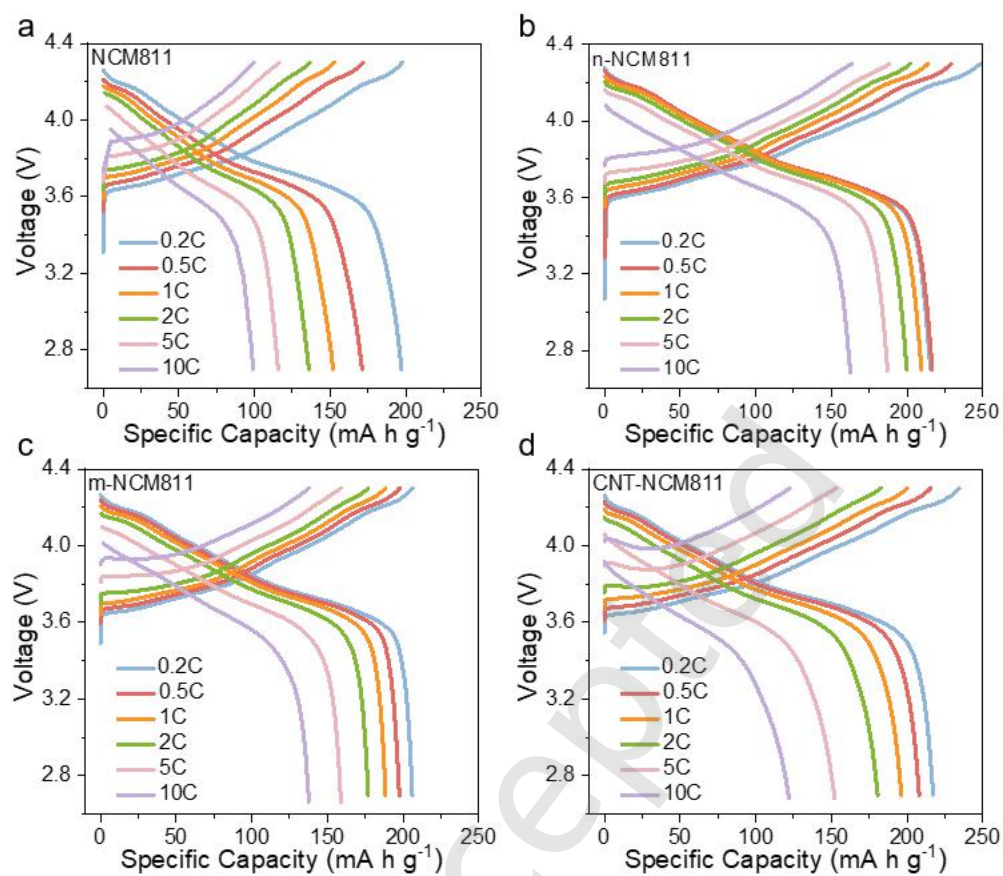 a
NCM811
4.4
4.0
3.6
3.2
2.8
Voltage (V)
0.2C
0.5C
1C
2C
5C
10C
0 50 100 150 200 250
Specific Capacity (mA h g⁻¹)
b
n-NCM811
4.4
4.0
3.6
3.2
2.8
Voltage (V)
0.2C
0.5C
1C
2C
5C
10C
0 50 100 150 200 250
Specific Capacity (mA h g⁻¹)
c
m-NCM811
4.4
4.0
3.6
3.2
2.8
Voltage (V)
0.2C
0.5C
1C
2C
5C
10C
0 50 100 150 200 250
Specific Capacity (mA h g⁻¹)
d
CNT-NCM811
4.4
4.0
3.6
3.2
2.8
Voltage (V)
0.2C
0.5C
1C
2C
5C
10C
0 50 100 150 200 250
Specific Capacity (mA h g⁻¹)
cepted